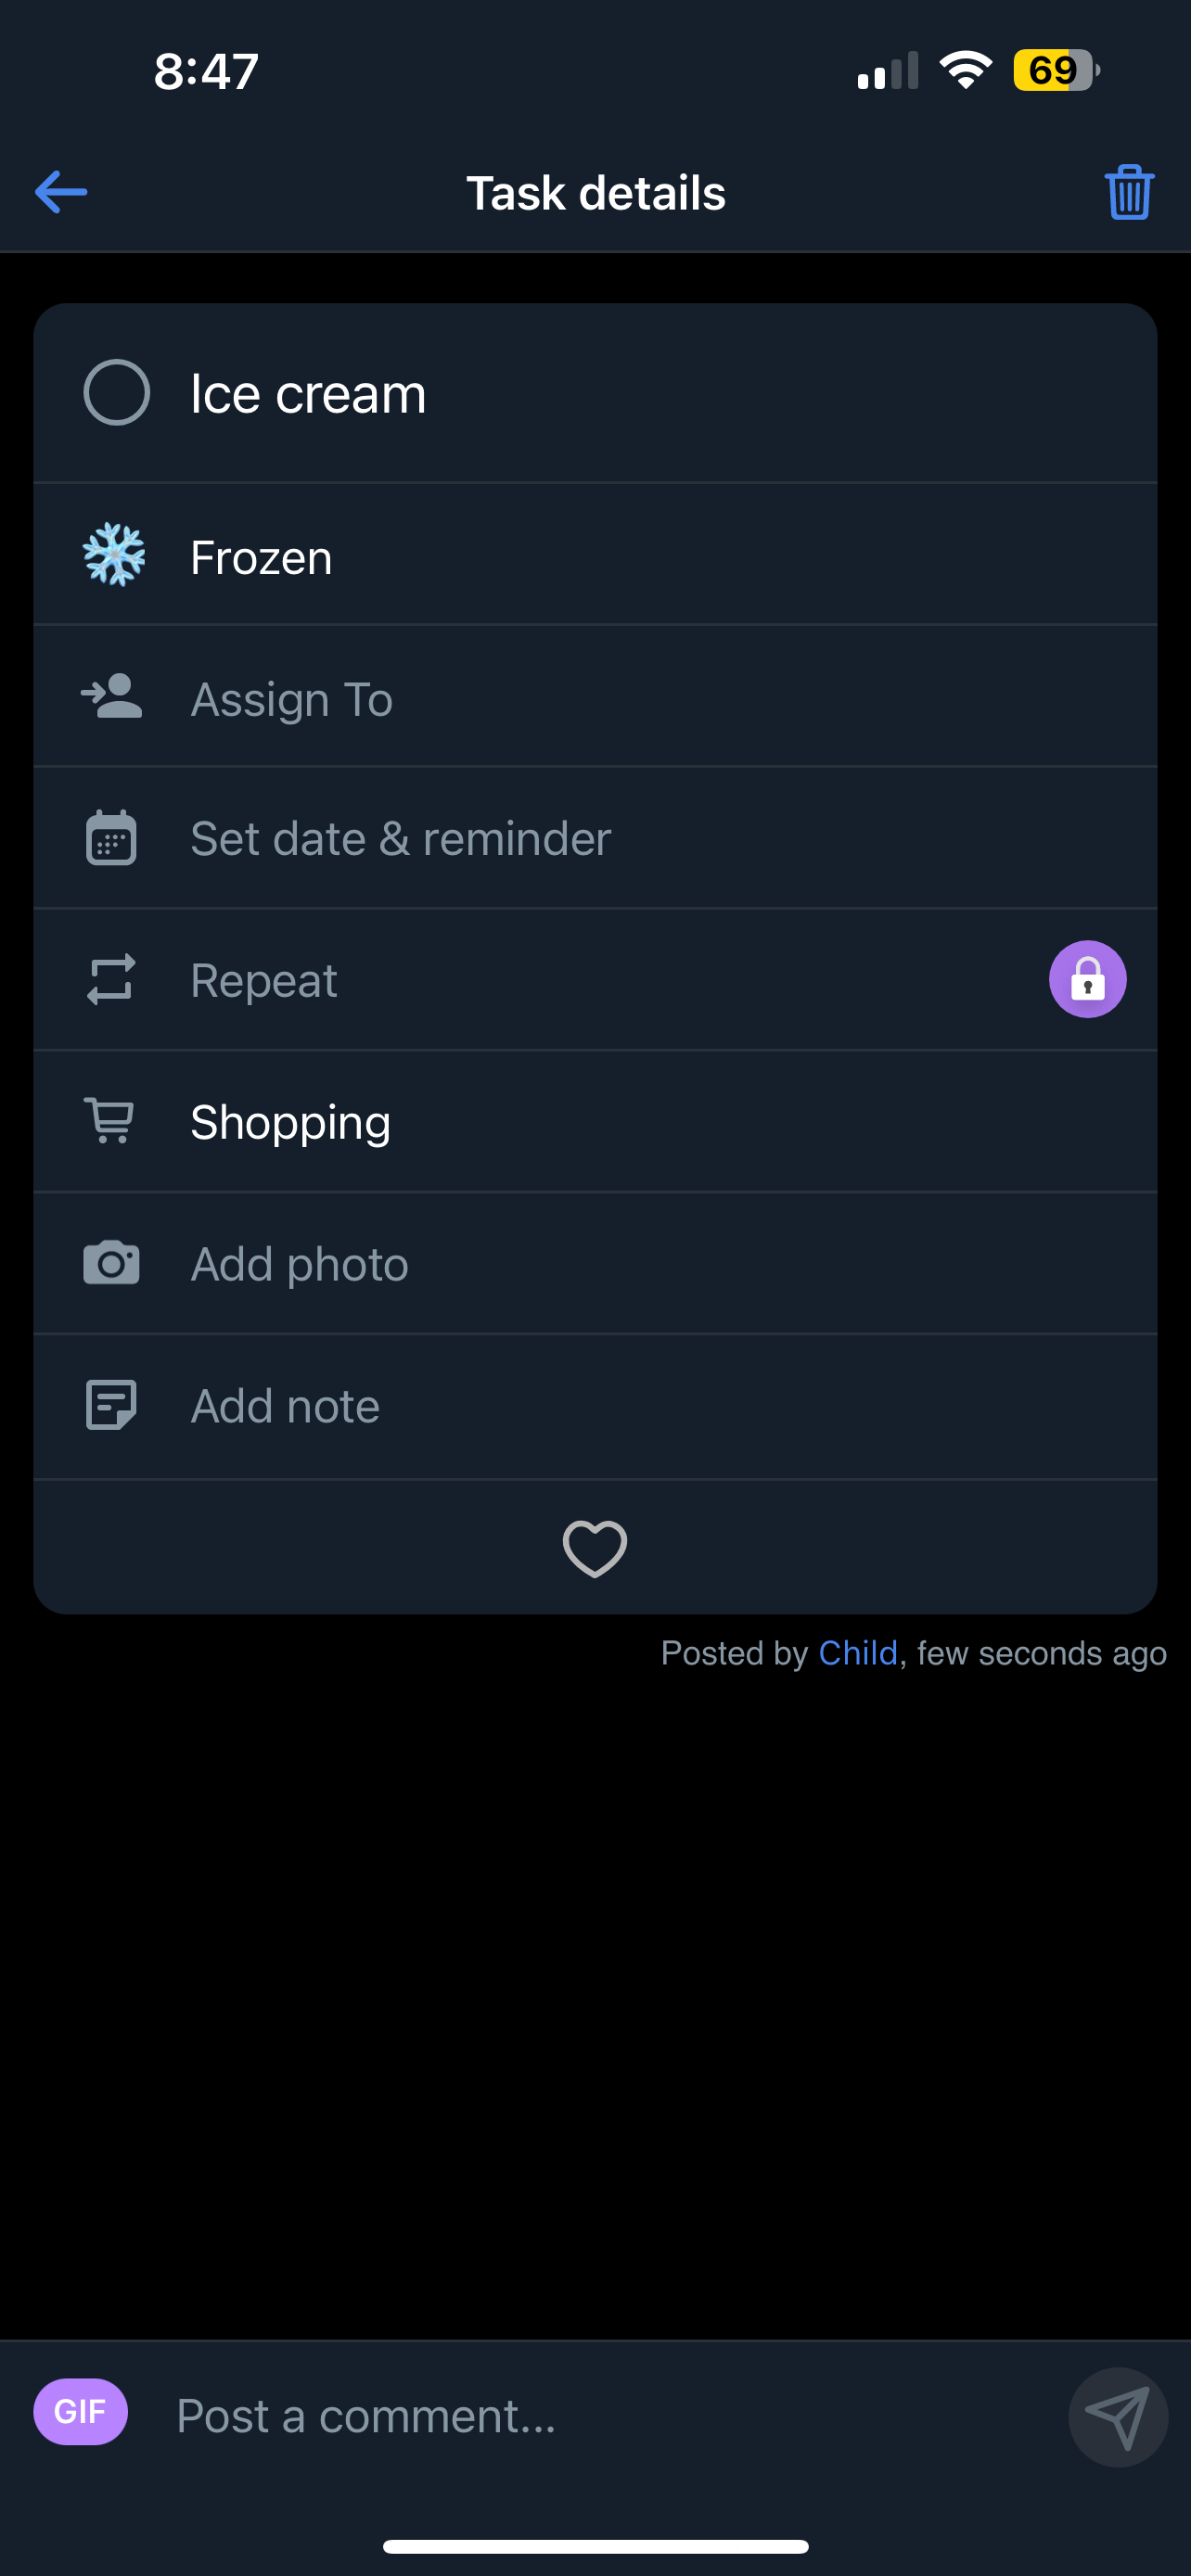 8:47
69
Task details
Ice cream
Frozen
Assign To
Set date & reminder
Repeat
Shopping
Add photo
Add note
Posted by Child, few seconds ago
GIF
Post a comment...